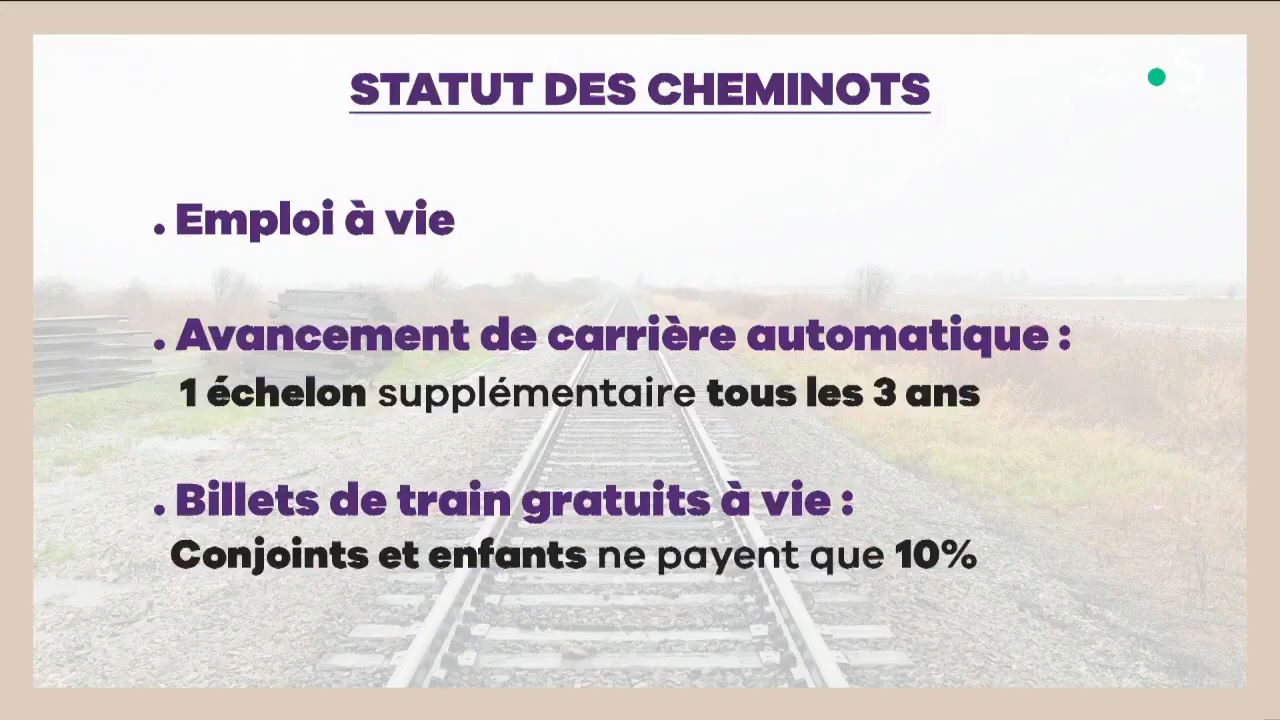 STATUT DES CHEMINOTS
. Emploi à vie
. Avancement de carrière automatique :
1 échelon supplémentaire tous les 3 ans
. Billets de train gratuits à vie :
Conjoints et enfants ne payent que 10%